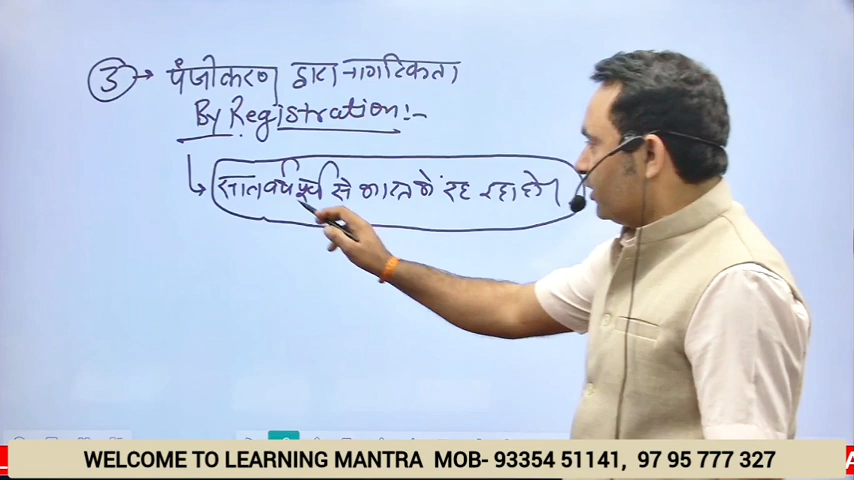 3 → पंजीकरण द्वारा नागरिकता
By Registration:-
↳ सात वर्ष पूर्व से भारत में रह रहा हो।
WELCOME TO LEARNING MANTRA MOB- 93354 51141, 97 95 777 327